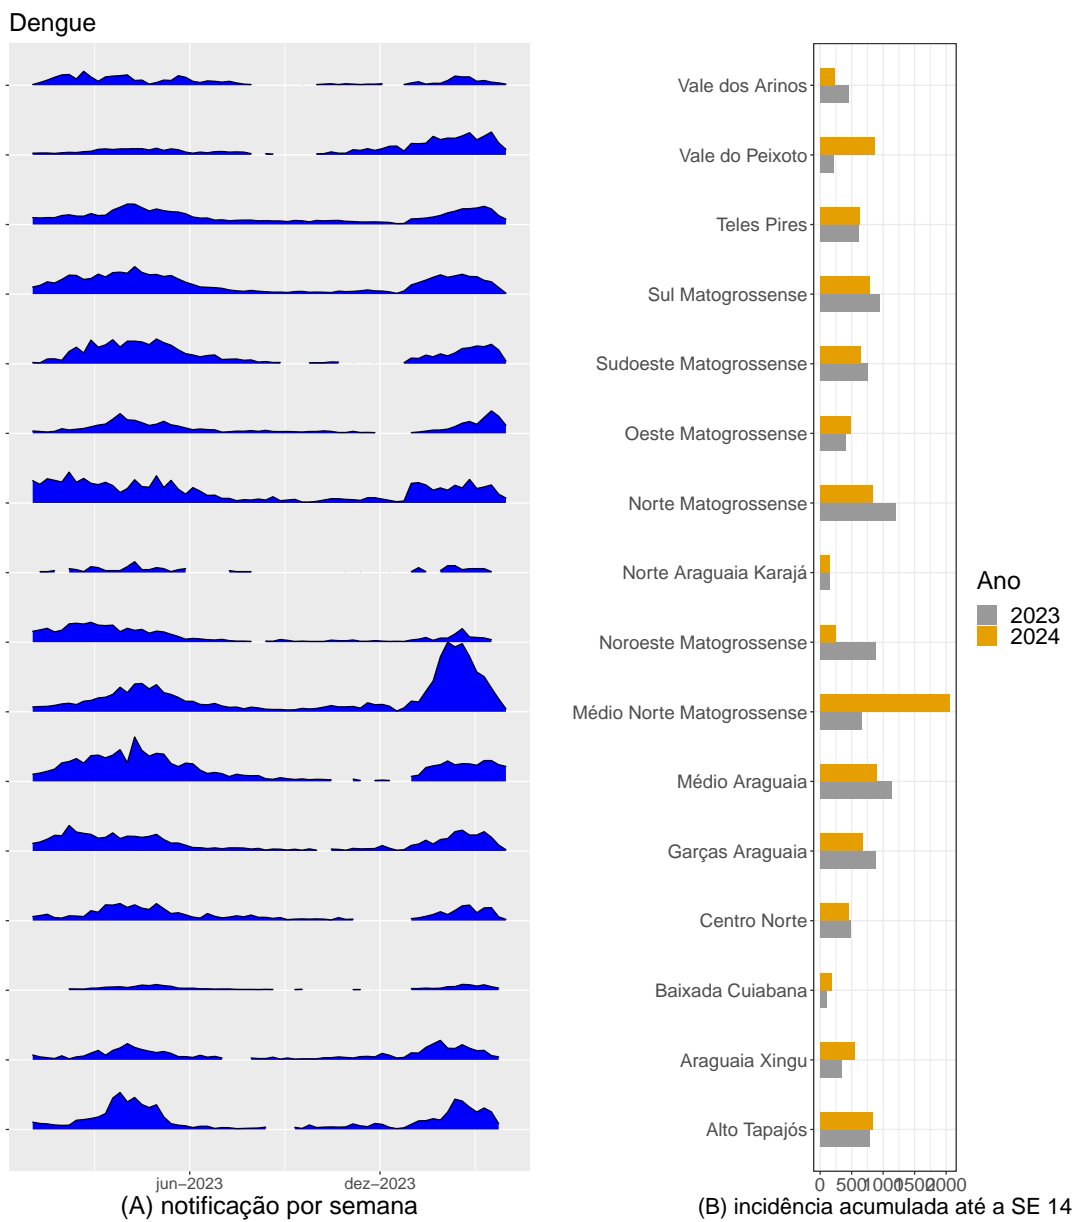 Dengue
Vale dos Arinos
Vale do Peixoto
Teles Pires
Sul Matogrossense
Sudoeste Matogrossense
Oeste Matogrossense
Norte Matogrossense
Norte Araguaia Karajá
Noroeste Matogrossense
Médio Norte Matogrossense
Médio Araguaia
Garças Araguaia
Centro Norte
Baixada Cuiabana
Araguaia Xingu
Alto Tapajós
Ano
2023
2024
jun−2023 dez−2023
0 500 1000 1500 2000
(A) notificação por semana
(B) incidência acumulada até a SE 14